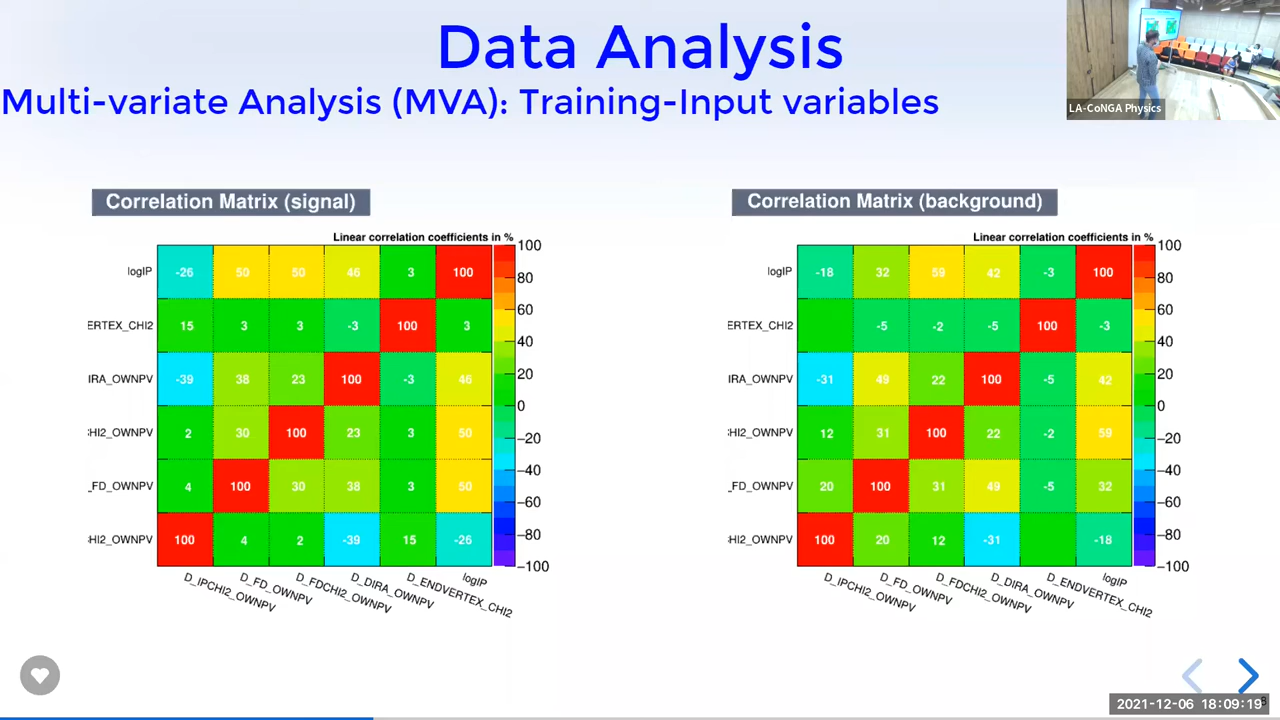 Data Analysis
Multi-variate Analysis (MVA): Training-Input variables
LA-CoNGA Physics
Correlation Matrix (signal)
Linear correlation coefficients in %
logIP -26 50 50 46 3 100
ERTEX_CHI2 15 3 3 -3 100 3
IRA_OWNPV -39 38 23 100 -3 46
CHI2_OWNPV 2 30 100 23 3 50
_FD_OWNPV 4 100 30 38 3 50
HI2_OWNPV 100 4 2 -39 15 -26
D_IPCHI2_OWNPV D_FD_OWNPV D_FDCHI2_OWNPV D_DIRA_OWNPV D_ENDVERTEX_CHI2 logIP
100
80
60
40
20
0
−20
−40
−60
−80
−100
Correlation Matrix (background)
Linear correlation coefficients in %
logIP -18 32 59 42 -3 100
ERTEX_CHI2 -5 -2 -5 100 -3
IRA_OWNPV -31 49 22 100 -5 42
CHI2_OWNPV 12 31 100 22 -2 59
_FD_OWNPV 20 100 31 49 -5 32
HI2_OWNPV 100 20 12 -31 -18
D_IPCHI2_OWNPV D_FD_OWNPV D_FDCHI2_OWNPV D_DIRA_OWNPV D_ENDVERTEX_CHI2 logIP
100
80
60
40
20
0
−20
−40
−60
−80
−100
2021-12-06 18:09:19